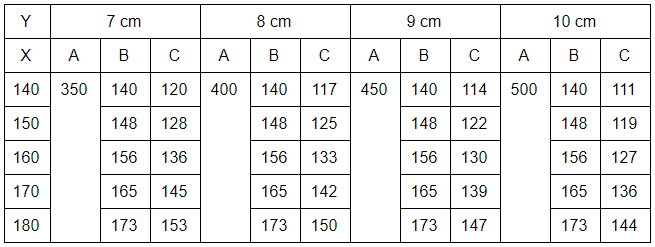 Y 7 cm 8 cm 9 cm 10 cm
X A B C A B C A B C A B C
140 350 140 120 400 140 117 450 140 114 500 140 111
150 148 128 148 125 148 122 148 119
160 156 136 156 133 156 130 156 127
170 165 145 165 142 165 139 165 136
180 173 153 173 150 173 147 173 144